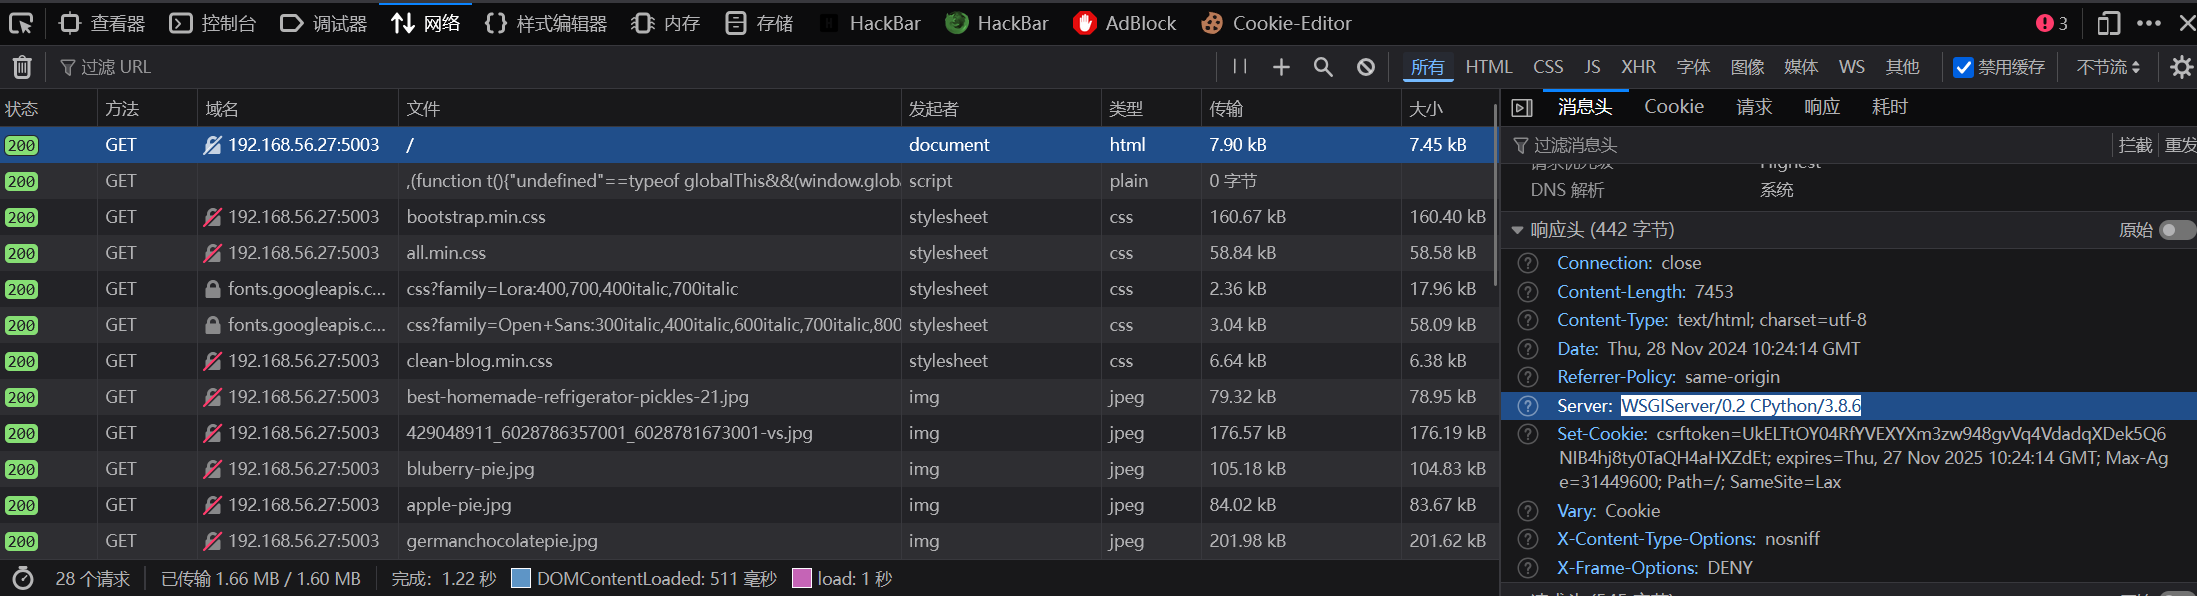 查看器 控制台 调试器 网络 样式编辑器 内存 存储 HackBar HackBar AdBlock Cookie-Editor 3
过滤 URL 所有 HTML CSS JS XHR 字体 图像 媒体 WS 其他 禁用缓存 不节流
状态 方法 域名 文件 发起者 类型 传输 大小
200 GET 192.168.56.27:5003 / document html 7.90 kB 7.45 kB
200 GET ,(function t(){"undefined"==typeof globalThis&&(window.globa script plain 0 字节
200 GET 192.168.56.27:5003 bootstrap.min.css stylesheet css 160.67 kB 160.40 kB
200 GET 192.168.56.27:5003 all.min.css stylesheet css 58.84 kB 58.58 kB
200 GET fonts.googleapis.c... css?family=Lora:400,700,400italic,700italic stylesheet css 2.36 kB 17.96 kB
200 GET fonts.googleapis.c... css?family=Open+Sans:300italic,400italic,600italic,700italic,800 stylesheet css 3.04 kB 58.09 kB
200 GET 192.168.56.27:5003 clean-blog.min.css stylesheet css 6.64 kB 6.38 kB
200 GET 192.168.56.27:5003 best-homemade-refrigerator-pickles-21.jpg img jpeg 79.32 kB 78.95 kB
200 GET 192.168.56.27:5003 429048911_6028786357001_6028781673001-vs.jpg img jpeg 176.57 kB 176.19 kB
200 GET 192.168.56.27:5003 bluberry-pie.jpg img jpeg 105.18 kB 104.83 kB
200 GET 192.168.56.27:5003 apple-pie.jpg img jpeg 84.02 kB 83.67 kB
200 GET 192.168.56.27:5003 germanchocolatepie.jpg img jpeg 201.98 kB 201.62 kB
28 个请求 已传输 1.66 MB / 1.60 MB 完成：1.22 秒 DOMContentLoaded: 511 毫秒 load: 1 秒
消息头 Cookie 请求 响应 耗时
过滤消息头 拦截 重发
请求优先级 Highest
DNS 解析 系统
响应头 (442 字节) 原始
Connection: close
Content-Length: 7453
Content-Type: text/html; charset=utf-8
Date: Thu, 28 Nov 2024 10:24:14 GMT
Referrer-Policy: same-origin
Server: WSGIServer/0.2 CPython/3.8.6
Set-Cookie: csrftoken=UkELTtOY04RfYVEXYXm3zw948gvVq4VdadqXDek5Q6
NIB4hj8ty0TaQH4aHXZdEt; expires=Thu, 27 Nov 2025 10:24:14 GMT; Max-Ag
e=31449600; Path=/; SameSite=Lax
Vary: Cookie
X-Content-Type-Options: nosniff
X-Frame-Options: DENY